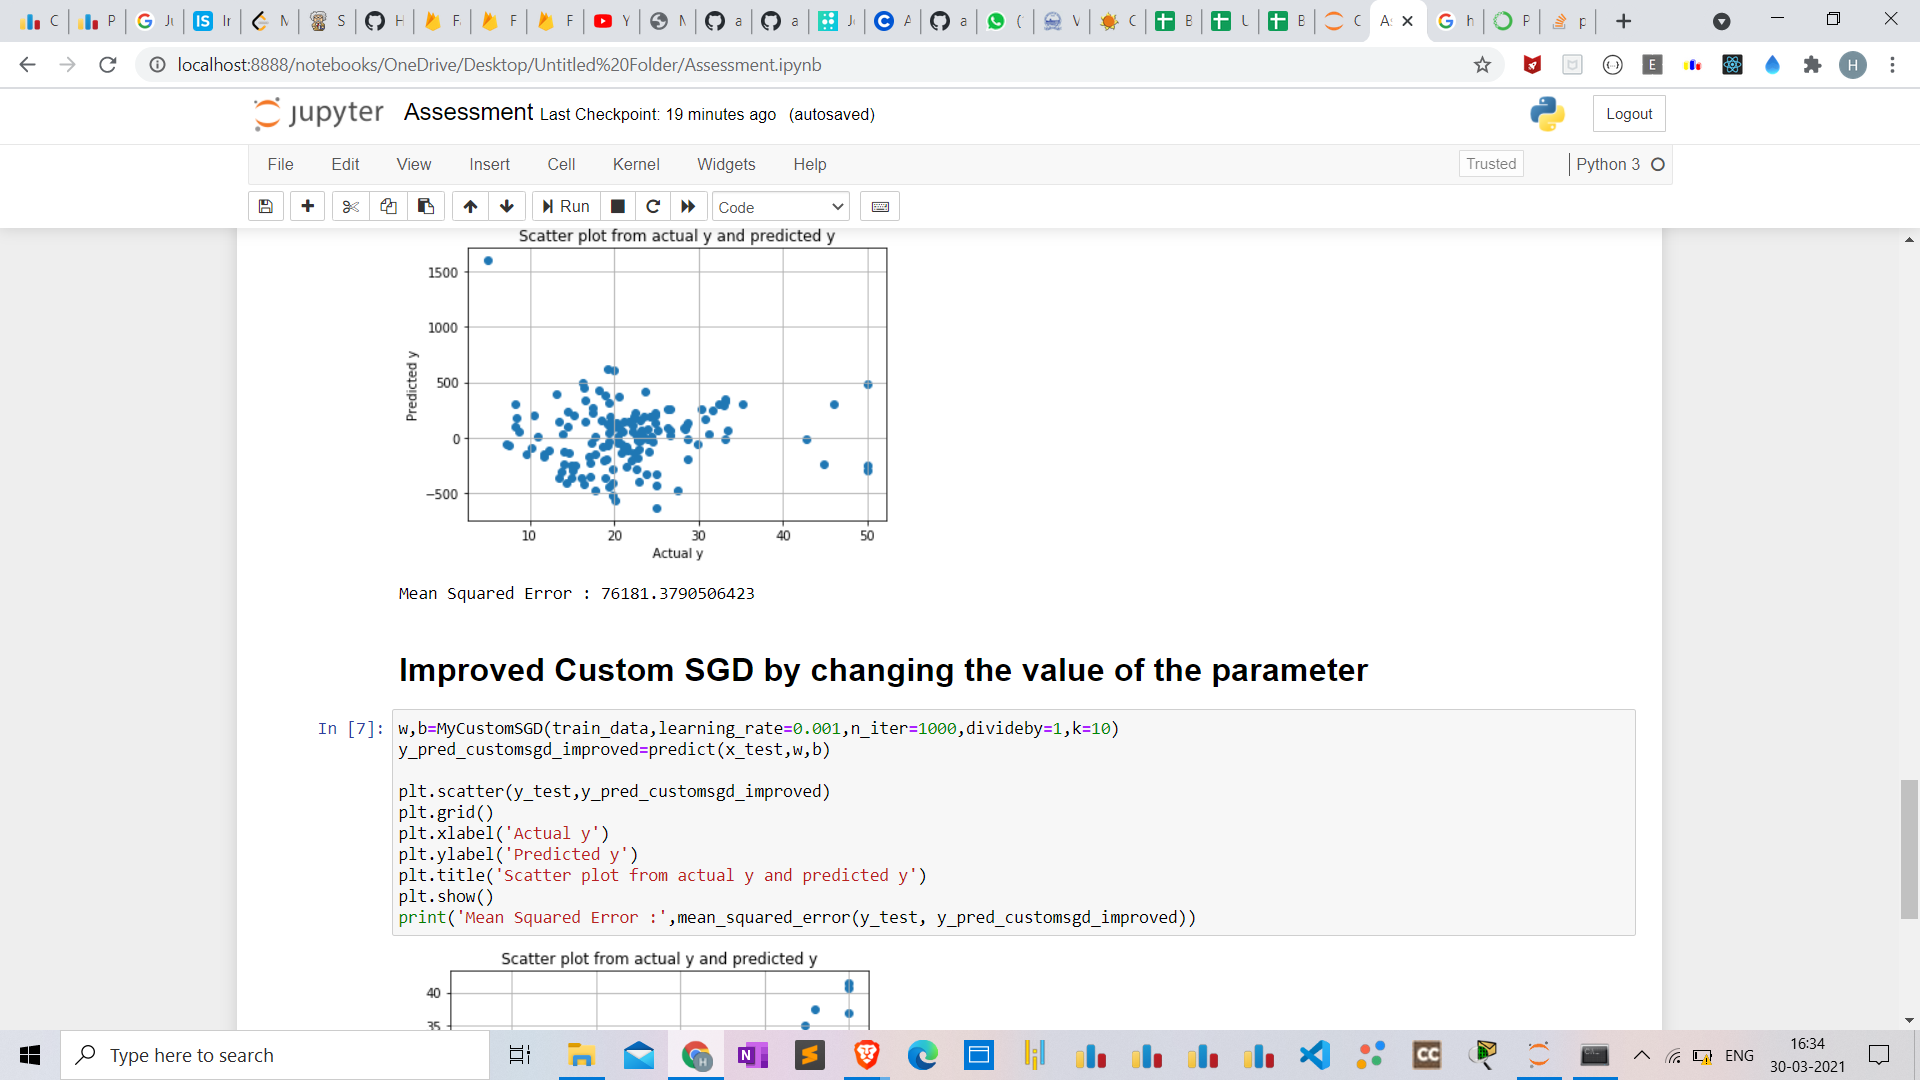 C
P
G Ju
IS In
M
S
H
F
F
F
Y
M
a
a
Jo
C A
a
(
V
C
B
U
B
C
As
G h
P
p
localhost:8888/notebooks/OneDrive/Desktop/Untitled%20Folder/Assessment.ipynb
E
H
jupyter Assessment Last Checkpoint: 19 minutes ago (autosaved)
Logout
File Edit View Insert Cell Kernel Widgets Help
Trusted
Python 3
Run
Code
Scatter plot from actual y and predicted y
1500
1000
500
0
−500
Predicted y
10 20 30 40 50
Actual y
Mean Squared Error : 76181.3790506423
Improved Custom SGD by changing the value of the parameter
In [7]:
w,b=MyCustomSGD(train_data,learning_rate=0.001,n_iter=1000,divideby=1,k=10)
y_pred_customsgd_improved=predict(x_test,w,b)
plt.scatter(y_test,y_pred_customsgd_improved)
plt.grid()
plt.xlabel('Actual y')
plt.ylabel('Predicted y')
plt.title('Scatter plot from actual y and predicted y')
plt.show()
print('Mean Squared Error :',mean_squared_error(y_test, y_pred_customsgd_improved))
Scatter plot from actual y and predicted y
40
35
Type here to search
H
N
S
CC
ENG
16:34
30-03-2021